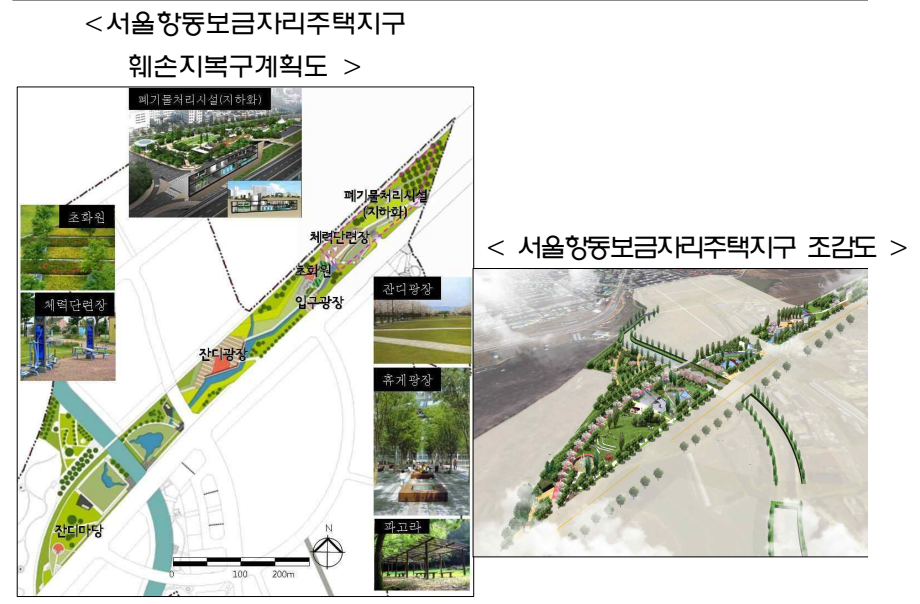 <서울항동보금자리주택지구
훼손지복구계획도 >
폐기물처리시설(지하화)
초화원
체력단련장
폐기물처리시설
(지하화)
체력단련장
초화원
입구광장
잔디광장
잔디마당
잔디광장
휴게광장
파고라
N
0 100 200m
< 서울항동보금자리주택지구 조감도 >